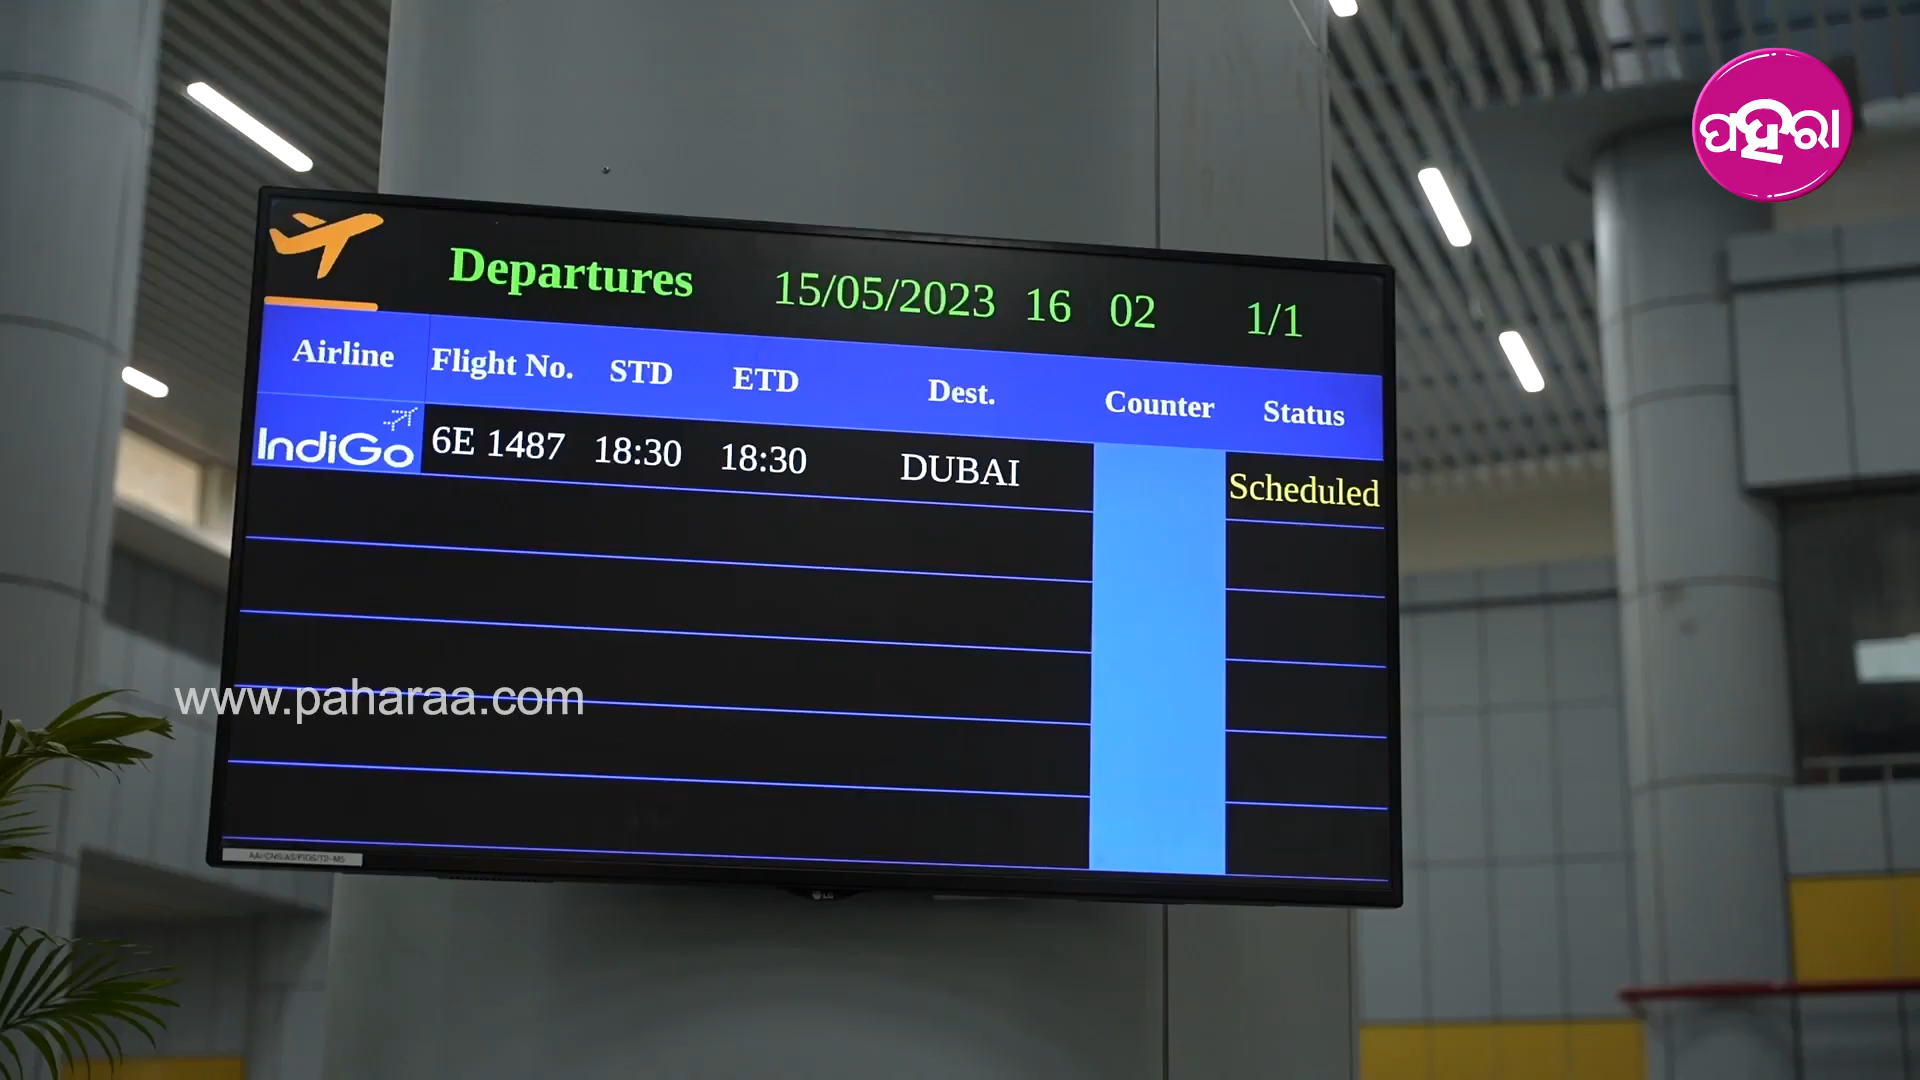 ପହରା
Departures 15/05/2023 16 02 1/1
Airline Flight No. STD ETD Dest. Counter Status
IndiGo 6E 1487 18:30 18:30 DUBAI Scheduled
www.paharaa.com
LG